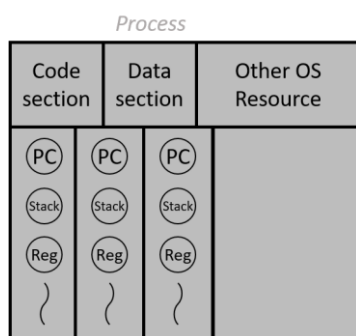 Process
Code
section
Data
section
Other OS
Resource
PC
PC
PC
Stack
Stack
Stack
Reg
Reg
Reg